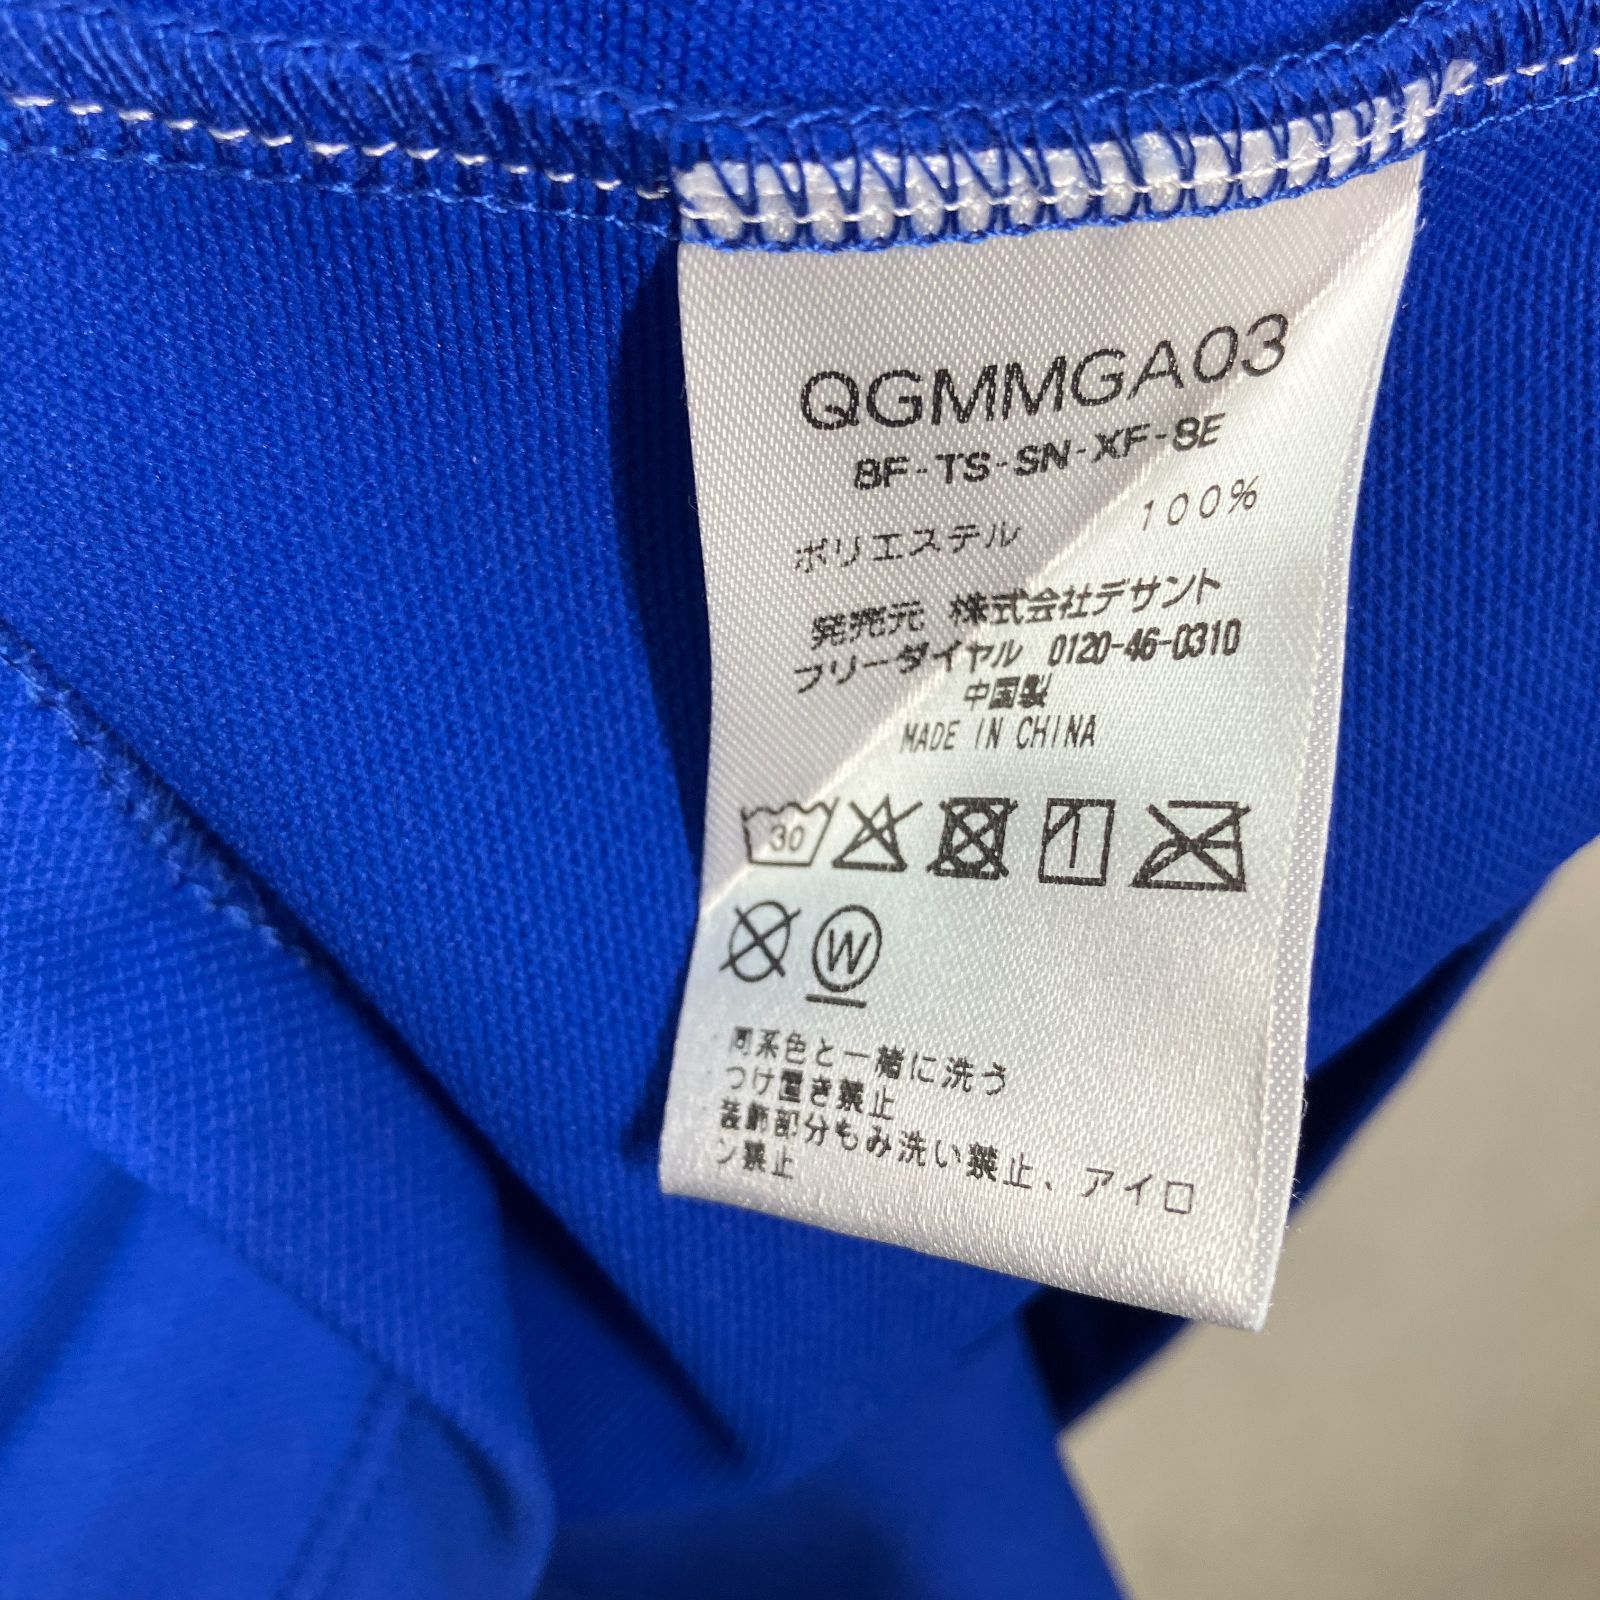 QGMMGA03
8F-TS-SN-XF-8E
ポリエステル 100%
発売元 株式会社デサント
フリーダイヤル 0120-46-0310
中国製
MADE IN CHINA
30
W
同系色と一緒に洗う
つけ置き禁止
装飾部分もみ洗い禁止、アイロ
ン禁止